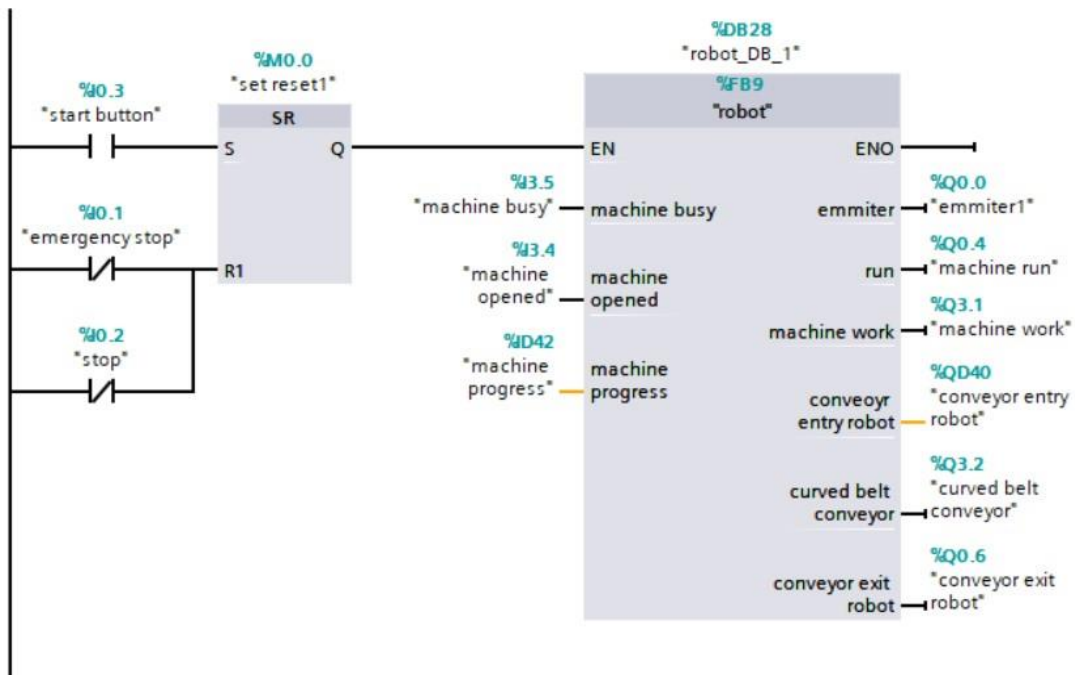 %DB28
"robot_DB_1"
%M0.0
"set reset1"
%FB9
"robot"
%I0.3
"start button"
SR
S
Q
EN
ENO
%I3.5
"machine busy"
machine busy
emmiter
%Q0.0
"emmiter1"
%I0.1
"emergency stop"
R1
%I3.4
"machine
opened"
machine
opened
run
%Q0.4
"machine run"
machine work
%Q3.1
"machine work"
%I0.2
"stop"
%ID42
"machine
progress"
machine
progress
conveoyr
entry robot
%QD40
"conveyor entry
robot"
curved belt
conveyor
%Q3.2
"curved belt
conveyor"
conveyor exit
robot
%Q0.6
"conveyor exit
robot"